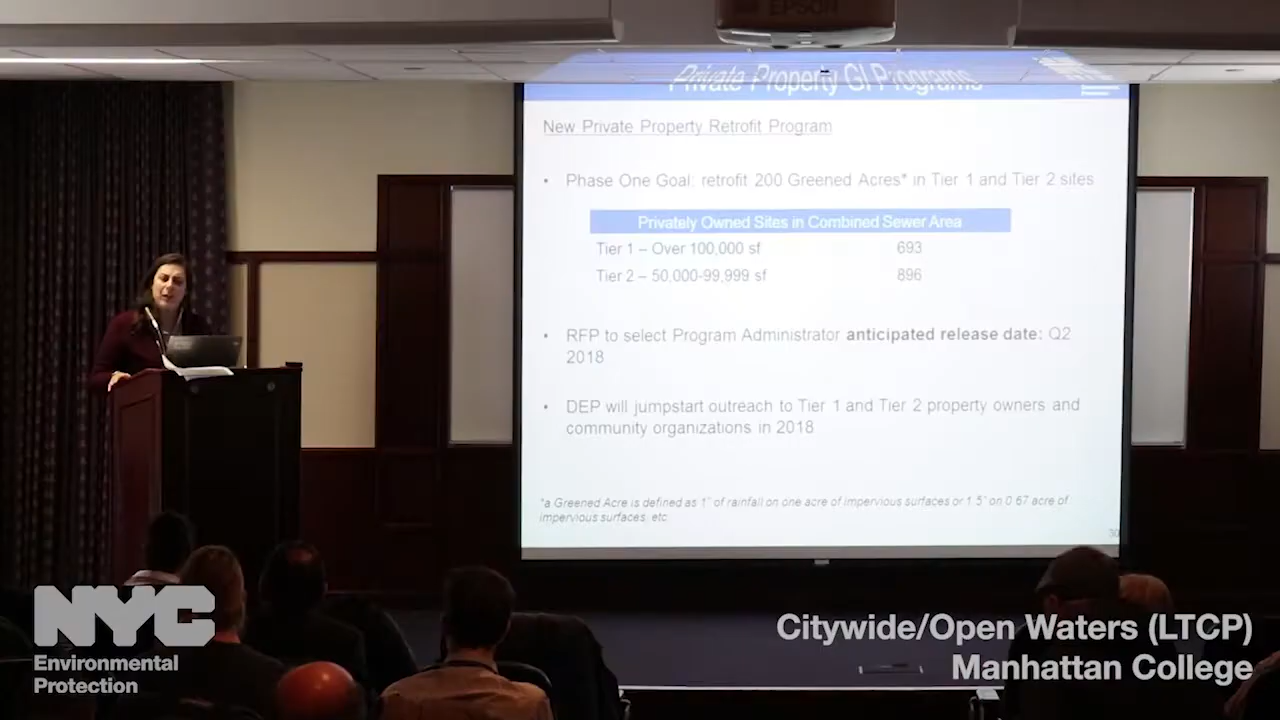 EPSON
Private Property GI Programs
New Private Property Retrofit Program
• Phase One Goal: retrofit 200 Greened Acres* in Tier 1 and Tier 2 sites
Privately Owned Sites in Combined Sewer Area
Tier 1 – Over 100,000 sf 693
Tier 2 – 50,000-99,999 sf 896
• RFP to select Program Administrator anticipated release date: Q2
2018
• DEP will jumpstart outreach to Tier 1 and Tier 2 property owners and
community organizations in 2018
*a Greened Acre is defined as 1" of rainfall on one acre of impervious surfaces or 1.5" on 0.67 acre of
impervious surfaces, etc.
30
NYC
Environmental
Protection
Citywide/Open Waters (LTCP)
Manhattan College